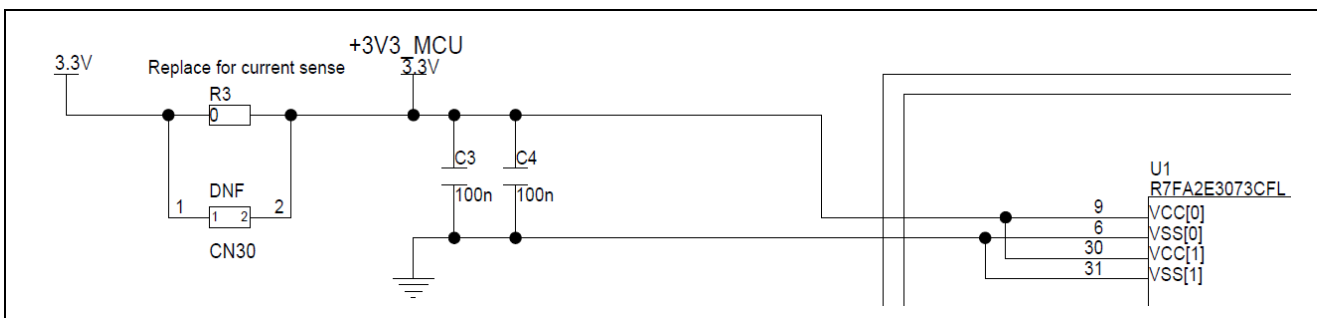 +3V3_MCU
3.3V
Replace for current sense
3.3V
R3
0
C3
C4
100n
100n
U1
R7FA2E3073CFL
DNF
1
1 2
2
CN30
9
VCC[0]
6
VSS[0]
30
VCC[1]
31
VSS[1]